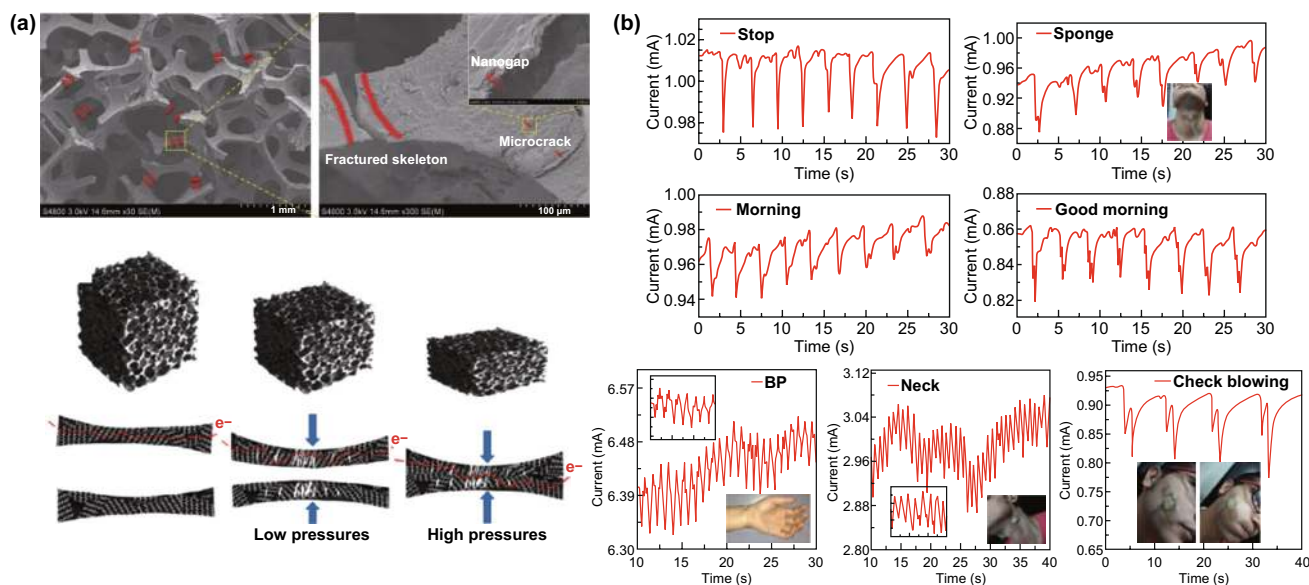 (a)
Nanogap
Microcrack
Fractured skeleton
S4800 3.0kV 14.6mm x30 SE(M)
1 mm
S4800 3.0kV 14.6mm x300 SE(M)
100 μm
e–
e–
e–
Low pressures
High pressures
(b)
Stop
Current (mA)
1.02
1.00
0.98
0 5 10 15 20 25 30
Time (s)
Sponge
Current (mA)
1.00
0.96
0.92
0.88
0 5 10 15 20 25 30
Time (s)
Morning
Current (mA)
1.00
0.97
0.94
0 5 10 15 20 25 30
Time (s)
Good morning
Current (mA)
0.88
0.86
0.84
0.82
0 5 10 15 20 25 30
Time (s)
BP
Current (mA)
6.57
6.48
6.39
6.30
10 15 20 25 30
Time (s)
Neck
Current (mA)
3.12
3.04
2.96
2.88
2.80
10 15 20 25 30 35 40
Time (s)
Check blowing
Current (mA)
0.95
0.90
0.85
0.80
0.75
0.70
0.65
0 10 20 30 40
Time (s)